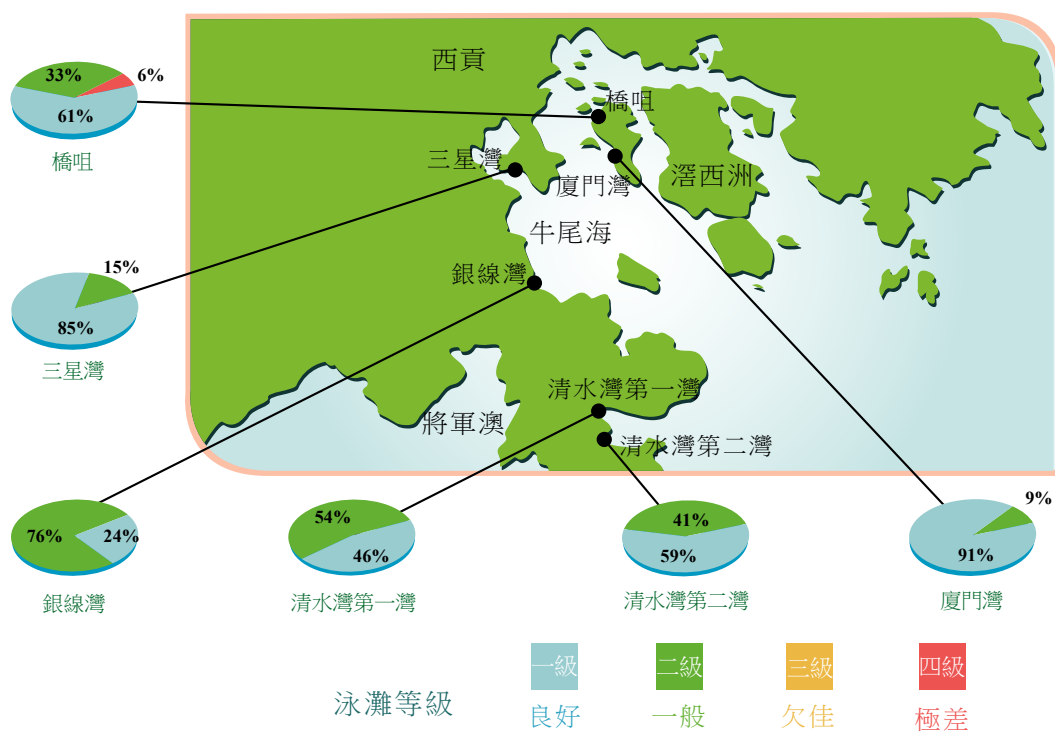 西貢
33%
6%
61%
橋咀
橋咀
三星灣
廈門灣
滘西洲
牛尾海
15%
85%
三星灣
銀線灣
清水灣第一灣
將軍澳
清水灣第二灣
76%
24%
銀線灣
54%
46%
清水灣第一灣
41%
59%
清水灣第二灣
9%
91%
廈門灣
泳灘等級
一級
良好
二級
一般
三級
欠佳
四級
極差